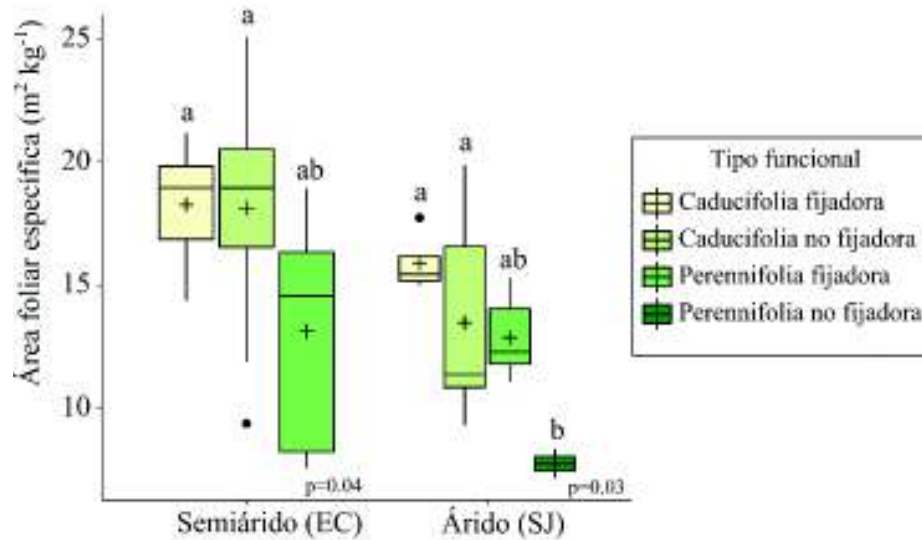 Área foliar específica (m² kg⁻¹)
25
20
15
10
a
a
ab
a
a
ab
b
p=0.04
p=0.03
Semiárido (EC)
Árido (SJ)
Tipo funcional
Caducifolia fijadora
Caducifolia no fijadora
Perennifolia fijadora
Perennifolia no fijadora